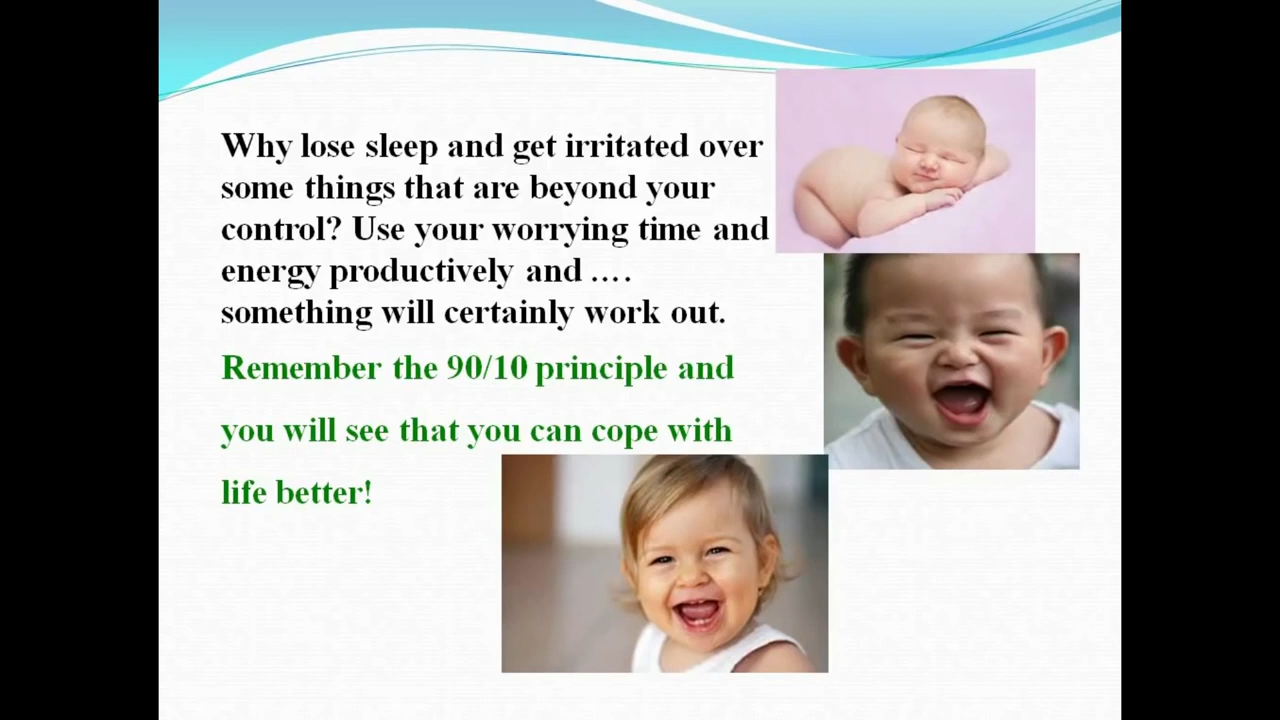 Why lose sleep and get irritated over
some things that are beyond your
control? Use your worrying time and
energy productively and ….
something will certainly work out.
Remember the 90/10 principle and
you will see that you can cope with
life better!